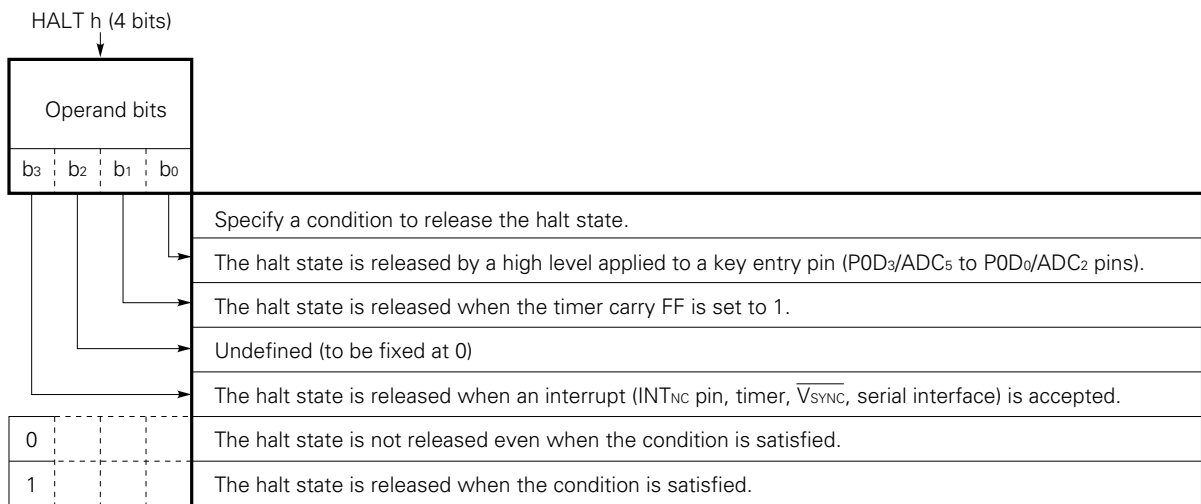 HALT h (4 bits)
Operand bits
b3 b2 b1 b0
Specify a condition to release the halt state.
The halt state is released by a high level applied to a key entry pin (P0D3/ADC5 to P0D0/ADC2 pins).
The halt state is released when the timer carry FF is set to 1.
Undefined (to be fixed at 0)
The halt state is released when an interrupt (INTNC pin, timer, V̅S̅Y̅N̅C̅, serial interface) is accepted.
0 The halt state is not released even when the condition is satisfied.
1 The halt state is released when the condition is satisfied.